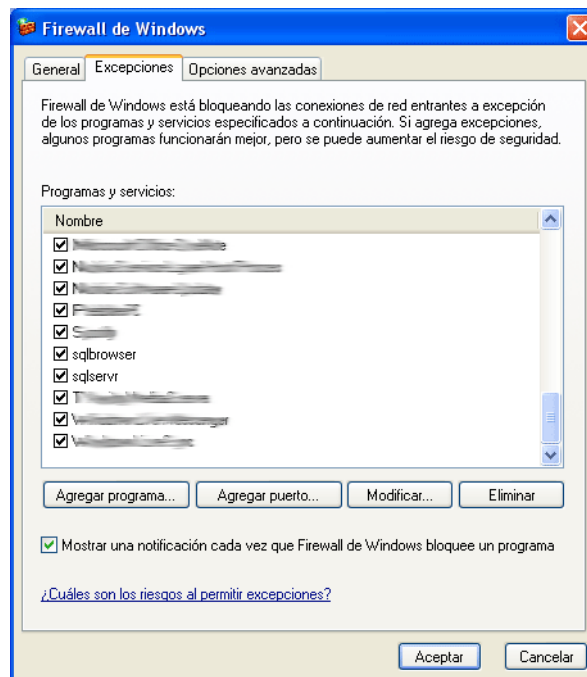 Firewall de Windows
General
Excepciones
Opciones avanzadas
Firewall de Windows está bloqueando las conexiones de red entrantes a excepción
de los programas y servicios especificados a continuación. Si agrega excepciones,
algunos programas funcionarán mejor, pero se puede aumentar el riesgo de seguridad.
Programas y servicios:
Nombre
sqlbrowser
sqlservr
Agregar programa...
Agregar puerto...
Modificar...
Eliminar
Mostrar una notificación cada vez que Firewall de Windows bloquee un programa
¿Cuáles son los riesgos al permitir excepciones?
Aceptar
Cancelar